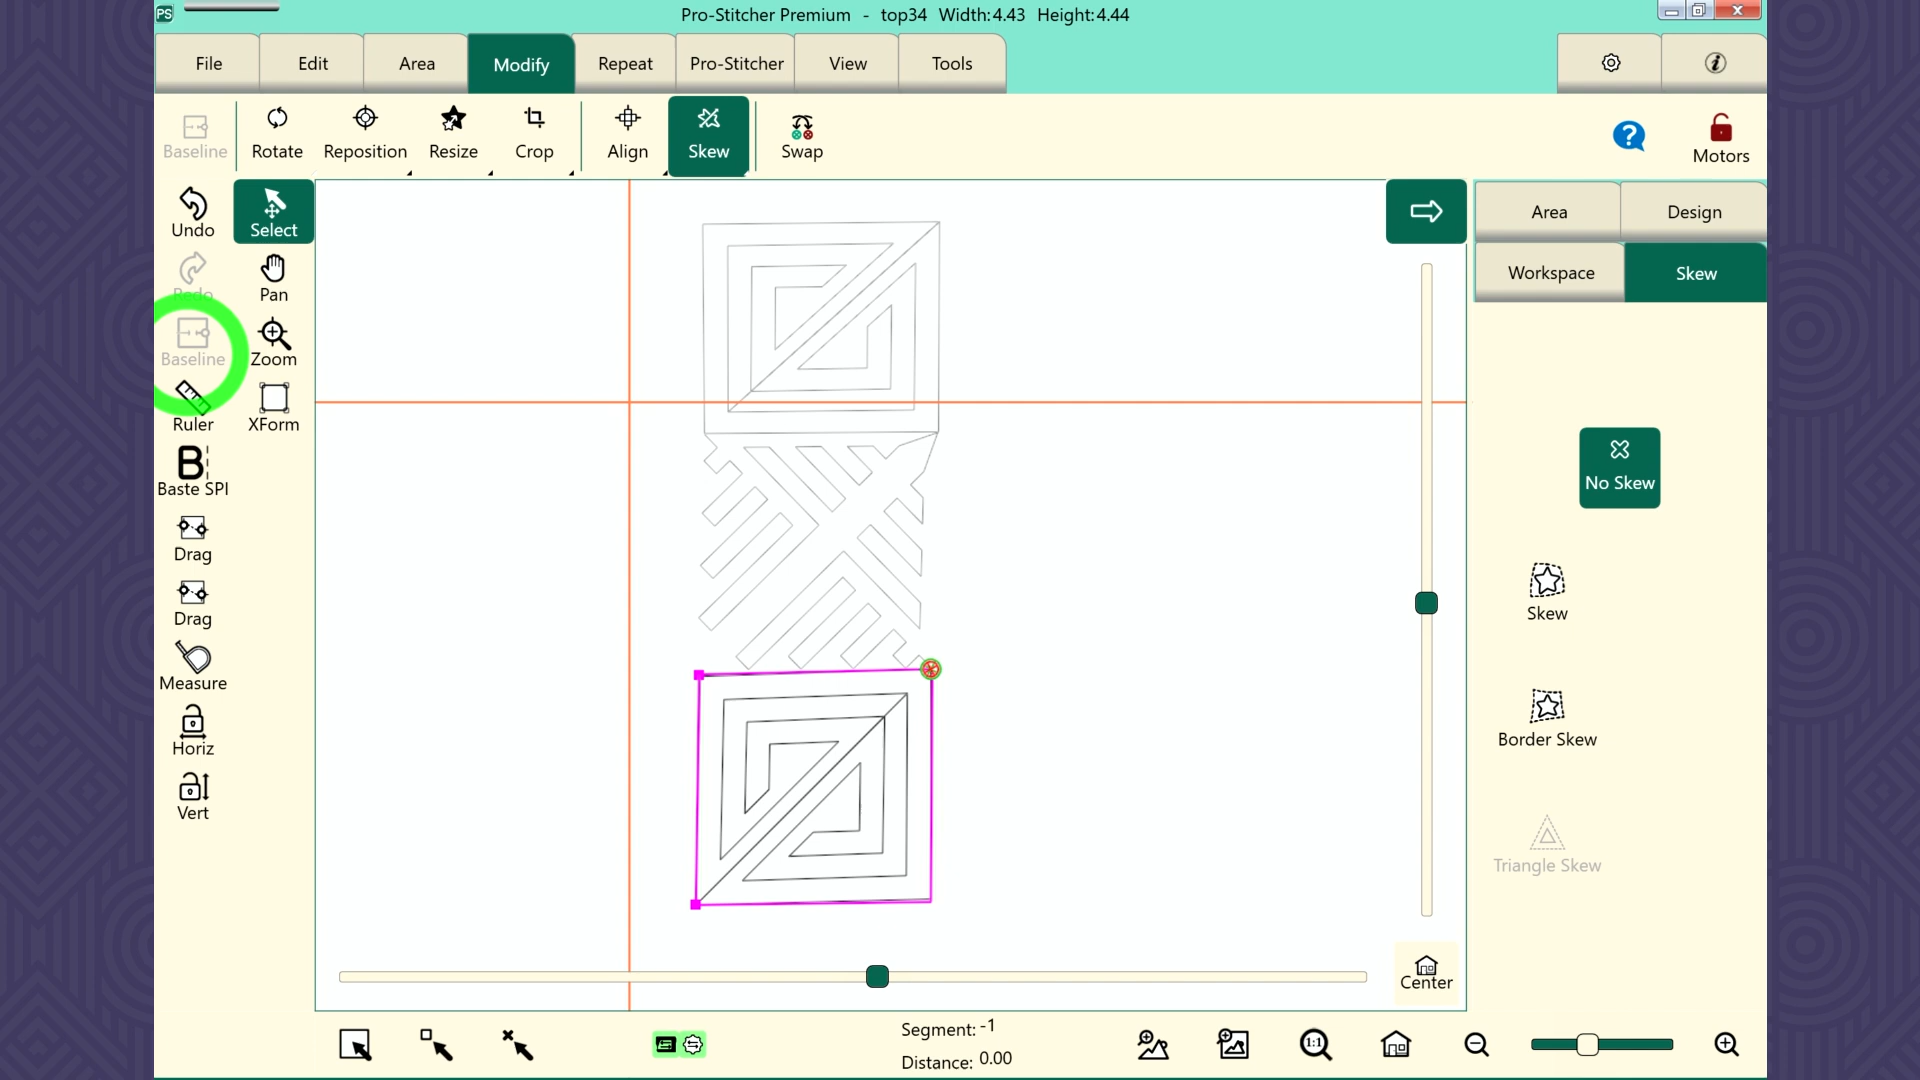 PS
Pro-Stitcher Premium - top34 Width:4.43 Height:4.44
File Edit Area Modify Repeat Pro-Stitcher View Tools
Baseline Rotate Reposition Resize Crop Align Skew Swap Motors
Undo Select
Redo Pan
Baseline Zoom
Ruler XForm
B
Baste SPI
Drag
Drag
Measure
Horiz
Vert
Area Design
Workspace Skew
No Skew
Skew
Border Skew
Triangle Skew
Center
Segment: -1
Distance: 0.00
1:1